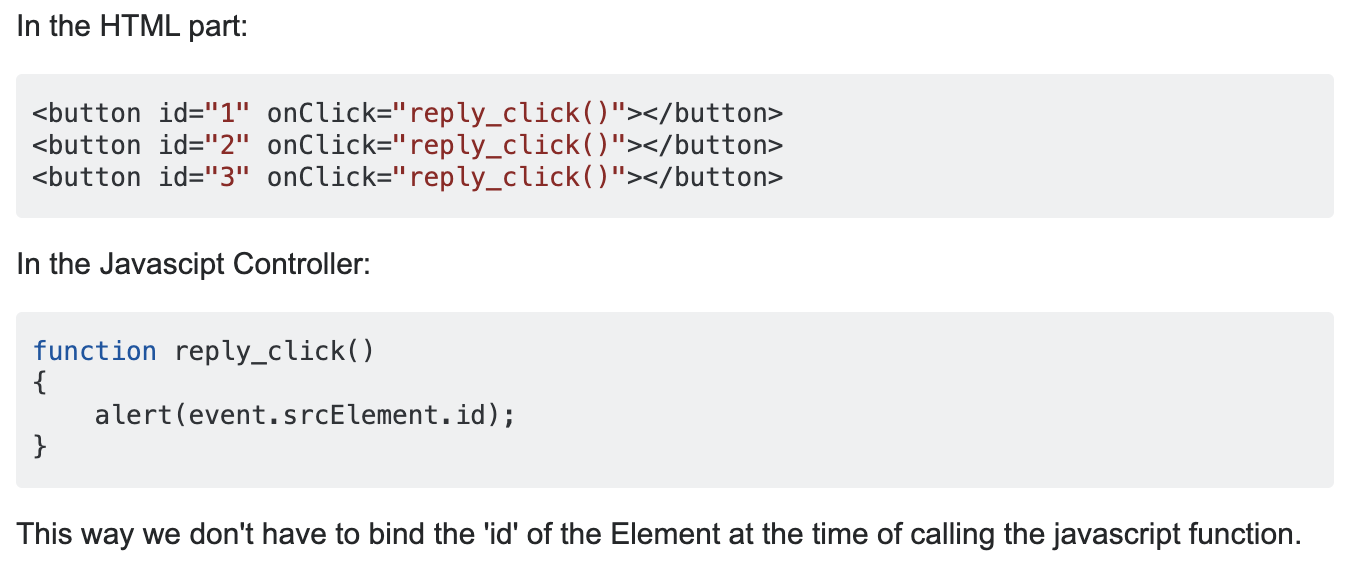 In the HTML part:
<button id="1" onClick="reply_click()"></button>
<button id="2" onClick="reply_click()"></button>
<button id="3" onClick="reply_click()"></button>
In the Javascipt Controller:
function reply_click()
{
    alert(event.srcElement.id);
}
This way we don't have to bind the 'id' of the Element at the time of calling the javascript function.